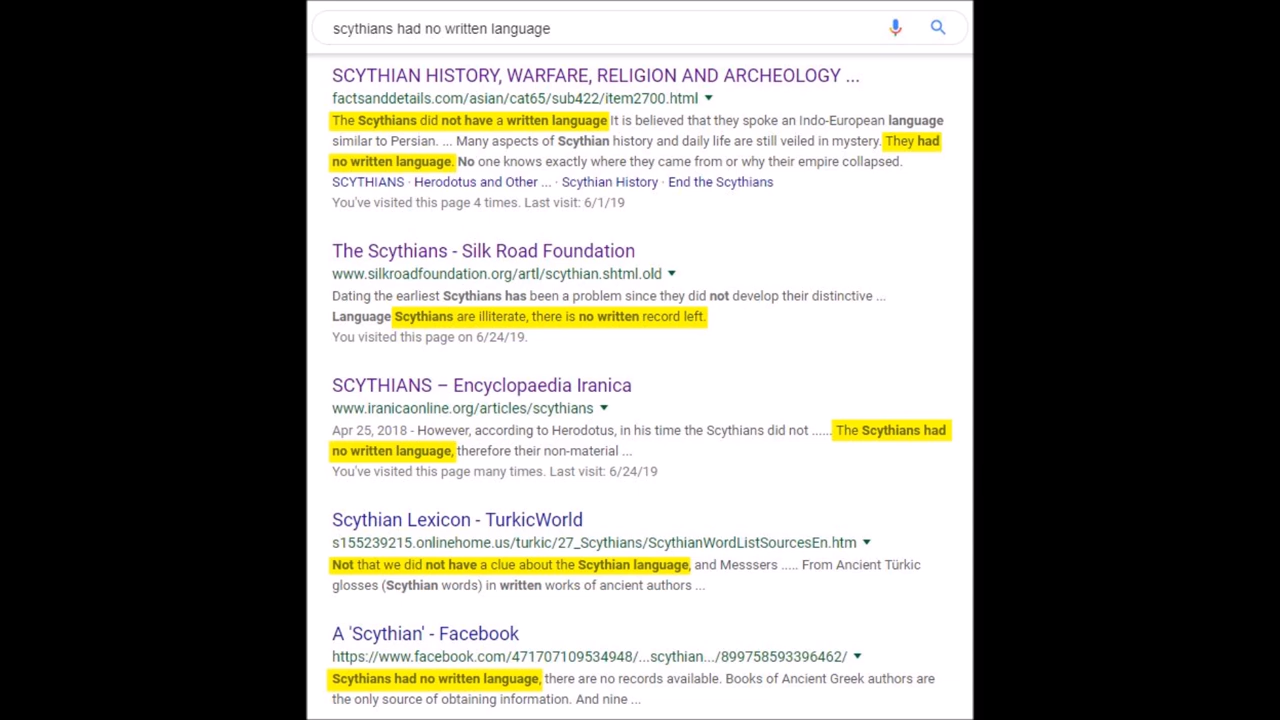 scythians had no written language
SCYTHIAN HISTORY, WARFARE, RELIGION AND ARCHEOLOGY ...
factsanddetails.com/asian/cat65/sub422/item2700.html
The Scythians did not have a written language It is believed that they spoke an Indo-European language
similar to Persian. ... Many aspects of Scythian history and daily life are still veiled in mystery. They had
no written language. No one knows exactly where they came from or why their empire collapsed.
SCYTHIANS · Herodotus and Other ... · Scythian History · End the Scythians
You've visited this page 4 times. Last visit: 6/1/19
The Scythians - Silk Road Foundation
www.silkroadfoundation.org/artl/scythian.shtml.old
Dating the earliest Scythians has been a problem since they did not develop their distinctive ...
Language Scythians are illiterate, there is no written record left.
You visited this page on 6/24/19.
SCYTHIANS – Encyclopaedia Iranica
www.iranicaonline.org/articles/scythians
Apr 25, 2018 - However, according to Herodotus, in his time the Scythians did not ...... The Scythians had
no written language, therefore their non-material ...
You've visited this page many times. Last visit: 6/24/19
Scythian Lexicon - TurkicWorld
s155239215.onlinehome.us/turkic/27_Scythians/ScythianWordListSourcesEn.htm
Not that we did not have a clue about the Scythian language, and Messsers ..... From Ancient Türkic
glosses (Scythian words) in written works of ancient authors ...
A 'Scythian' - Facebook
https://www.facebook.com/471707109534948/...scythian.../899758593396462/
Scythians had no written language, there are no records available. Books of Ancient Greek authors are
the only source of obtaining information. And nine ...